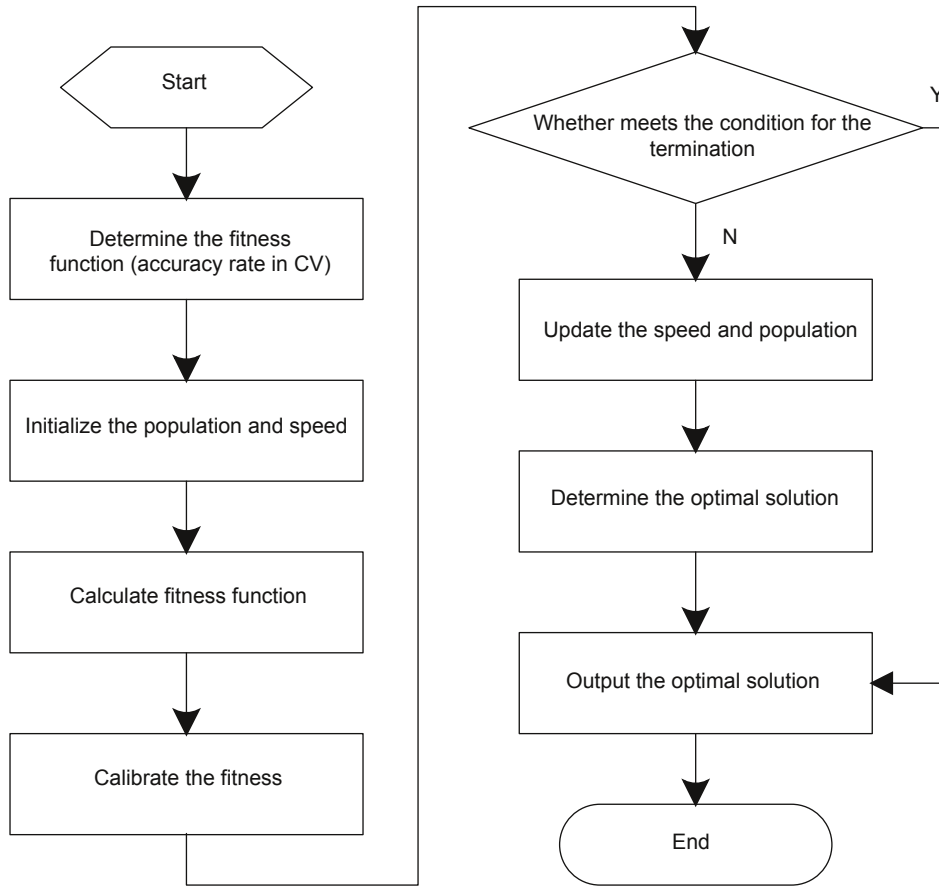 Start
Determine the fitness
function (accuracy rate in CV)
Initialize the population and speed
Calculate fitness function
Calibrate the fitness
Whether meets the condition for the
termination
Y
N
Update the speed and population
Determine the optimal solution
Output the optimal solution
End